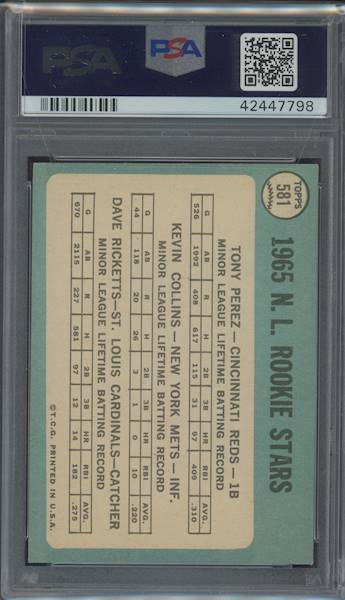 PSA
PSA
42447798
TOPPS
581
1965 N. L. ROOKIE STARS
TONY PEREZ — CINCINNATI REDS — 1B
MINOR LEAGUE LIFETIME BATTING RECORD
G AB R H 2B 3B HR RBI AVG.
526 1992 408 617 115 31 97 409 .310
KEVIN COLLINS — NEW YORK METS — INF.
MINOR LEAGUE LIFETIME BATTING RECORD
G AB R H 2B 3B HR RBI AVG.
44 118 20 26 3 1 0 10 .220
DAVE RICKETTS—ST. LOUIS CARDINALS—CATCHER
MINOR LEAGUE LIFETIME BATTING RECORD
G AB R H 2B 3B HR RBI AVG.
670 2115 227 581 97 12 14 182 .275
© T.C.G. PRINTED IN U.S.A.